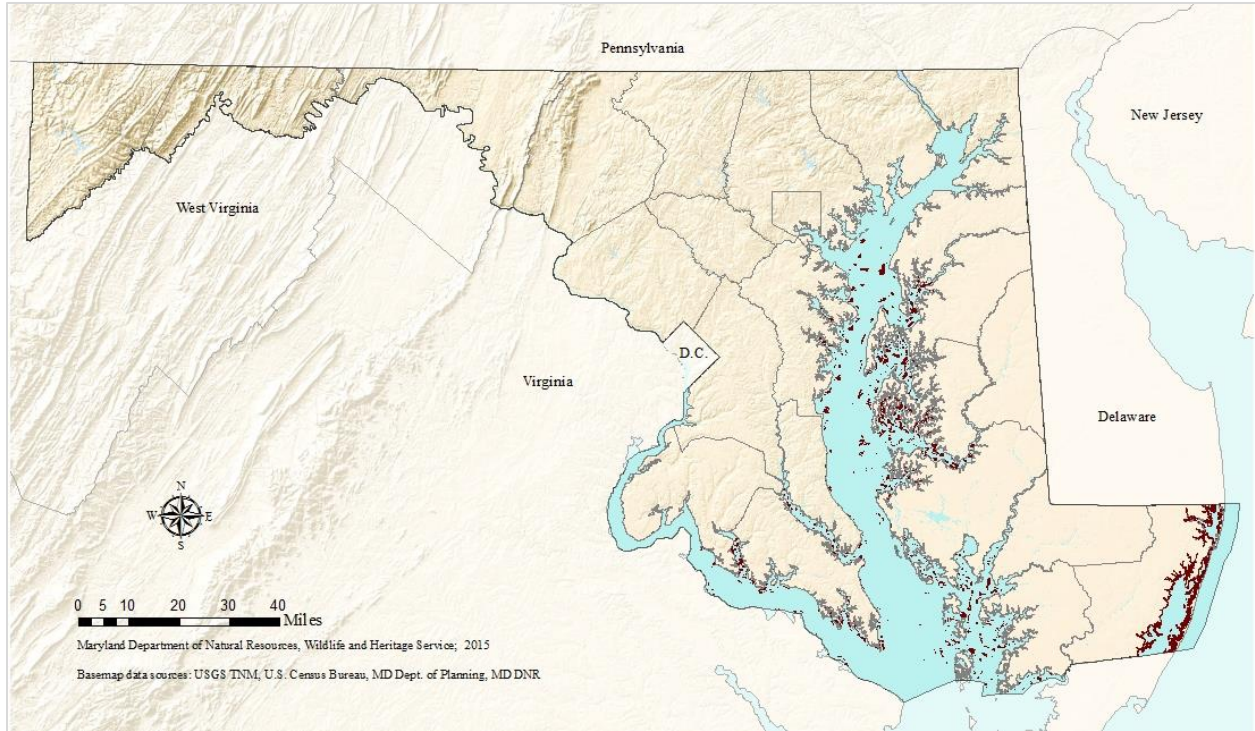 Pennsylvania
New Jersey
West Virginia
D.C.
Virginia
Delaware
N
W E
S
0 5 10 20 30 40
Miles
Maryland Department of Natural Resources, Wildlife and Heritage Service; 2015
Basemap data sources: USGS TNM, U.S. Census Bureau, MD Dept. of Planning, MD DNR